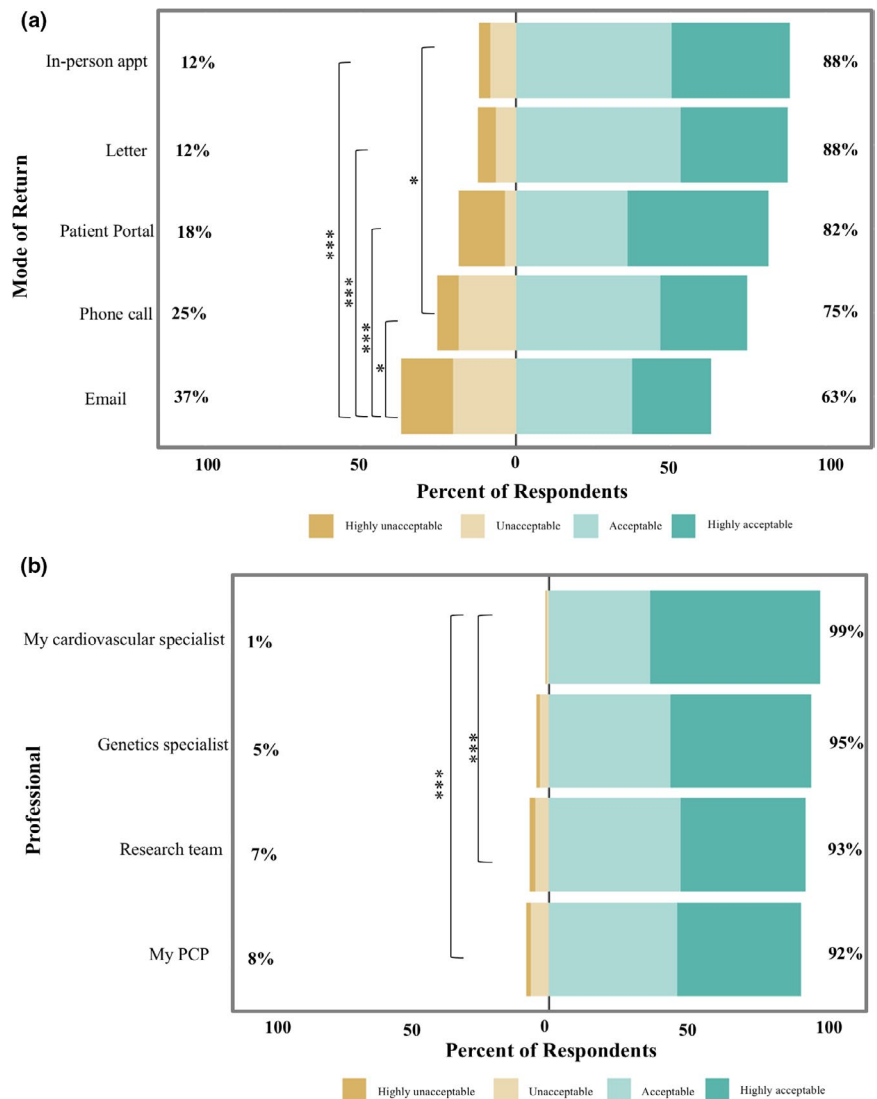 (a)
In-person appt 12% 88%
Letter 12% 88%
Patient Portal 18% 82%
Phone call 25% 75%
Email 37% 63%
Mode of Return
*
***
***
***
*
100 50 0 50 100
Percent of Respondents
Highly unacceptable Unacceptable Acceptable Highly acceptable
(b)
My cardiovascular specialist 1% 99%
Genetics specialist 5% 95%
Research team 7% 93%
My PCP 8% 92%
Professional
***
***
100 50 0 50 100
Percent of Respondents
Highly unacceptable Unacceptable Acceptable Highly acceptable